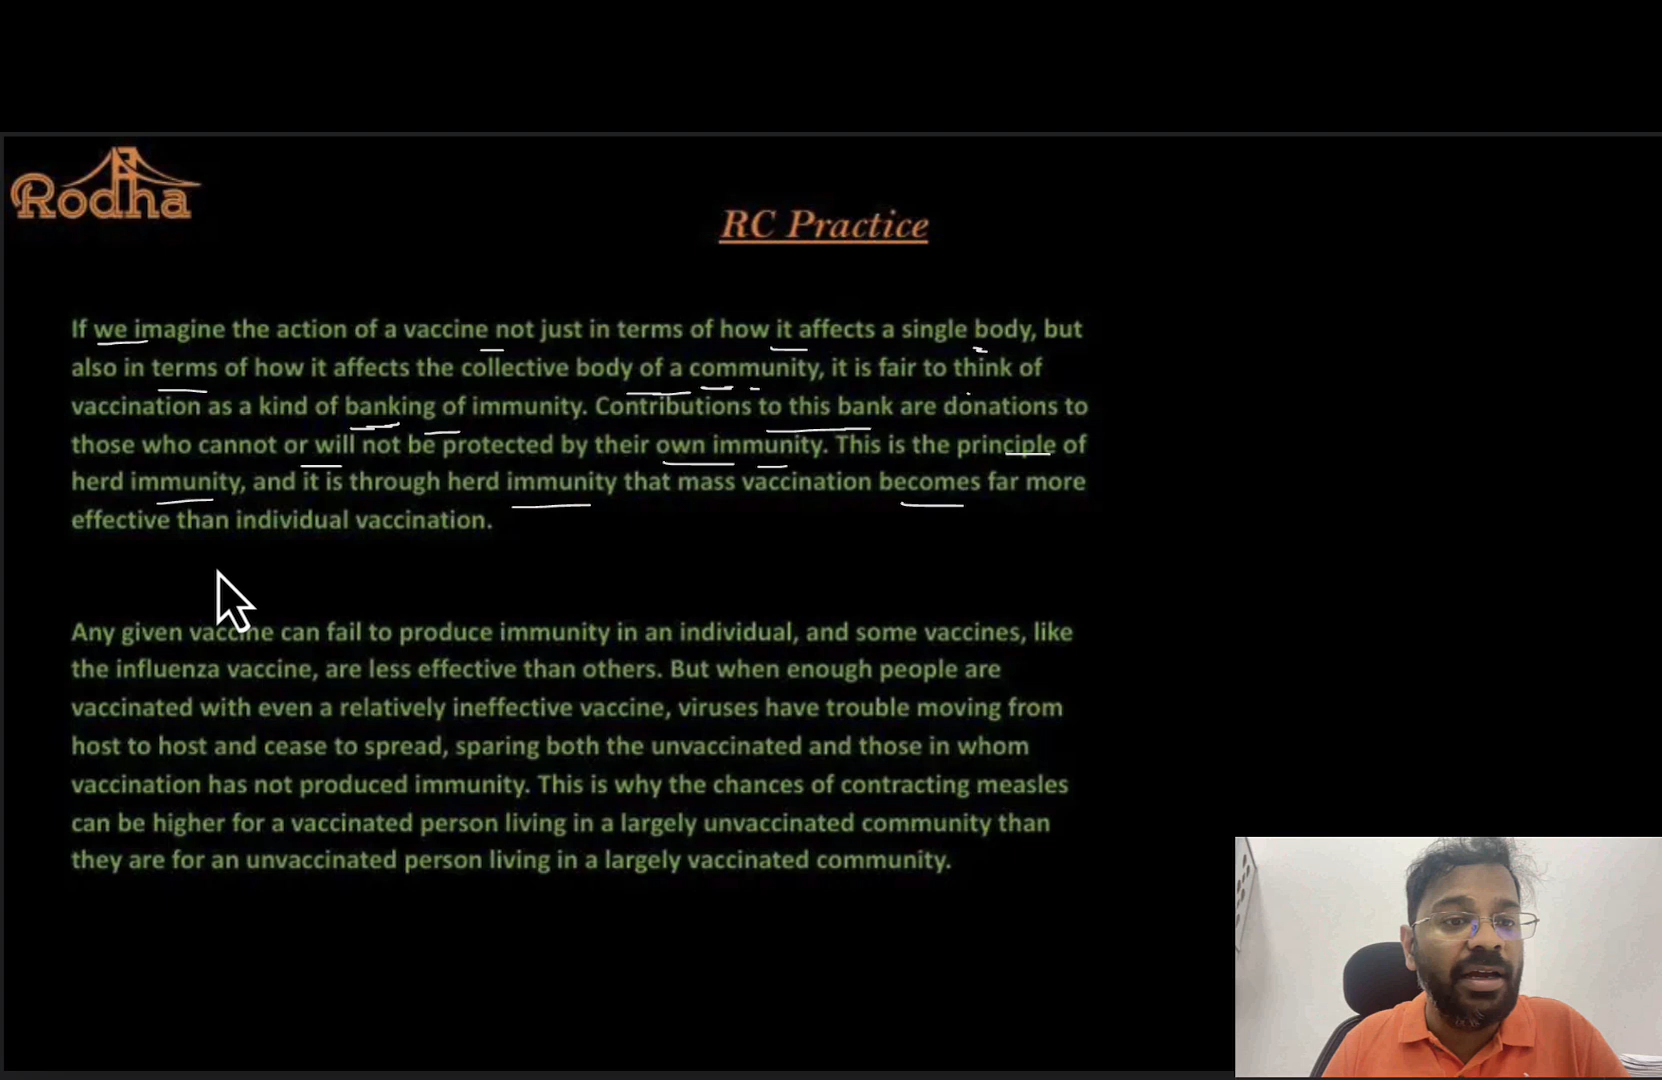 Rodha
RC Practice
If we imagine the action of a vaccine not just in terms of how it affects a single body, but
also in terms of how it affects the collective body of a community, it is fair to think of
vaccination as a kind of banking of immunity. Contributions to this bank are donations to
those who cannot or will not be protected by their own immunity. This is the principle of
herd immunity, and it is through herd immunity that mass vaccination becomes far more
effective than individual vaccination.
Any given vaccine can fail to produce immunity in an individual, and some vaccines, like
the influenza vaccine, are less effective than others. But when enough people are
vaccinated with even a relatively ineffective vaccine, viruses have trouble moving from
host to host and cease to spread, sparing both the unvaccinated and those in whom
vaccination has not produced immunity. This is why the chances of contracting measles
can be higher for a vaccinated person living in a largely unvaccinated community than
they are for an unvaccinated person living in a largely vaccinated community.